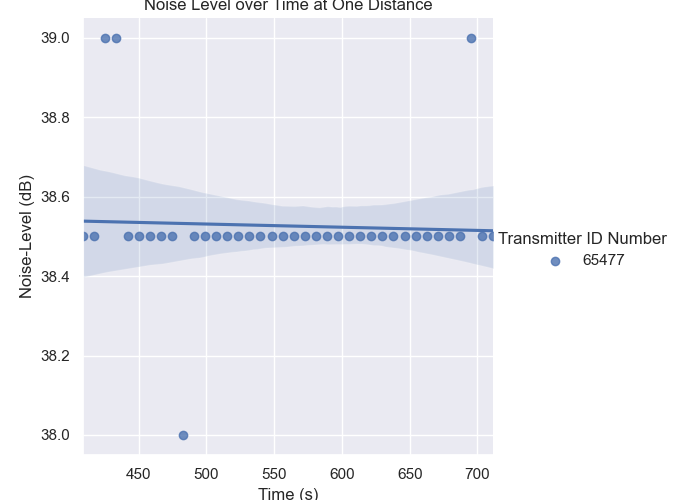 Noise Level over Time at One Distance
39.0
38.8
38.6
38.4
38.2
38.0
Noise-Level (dB)
450 500 550 600 650 700
Time (s)
Transmitter ID Number
65477